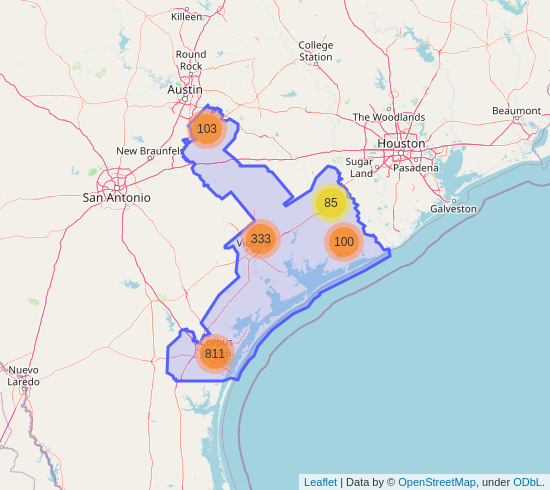 Killeen
College
Station
Round
Rock
Austin
Beaumont
The Woodlands
103
Houston
New Braunfels
Sugar
Land
Pasadena
San Antonio
85
Galveston
333
100
Corpus
811
Nuevo
Laredo
Leaflet | Data by © OpenStreetMap, under ODbL.